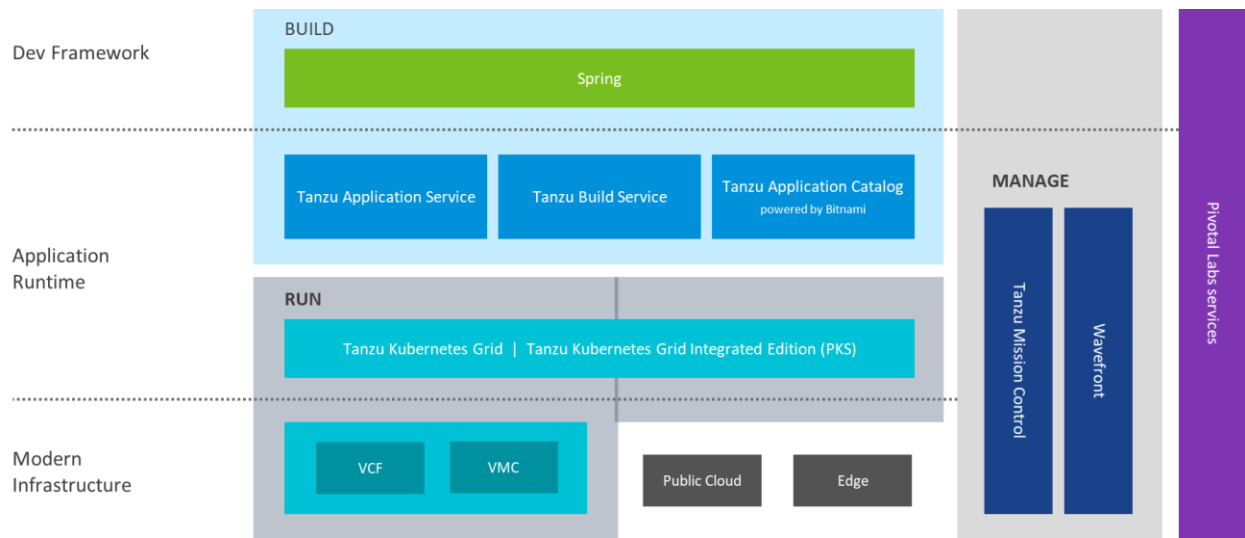 BUILD
Dev Framework
Spring
Tanzu Application Service
Tanzu Build Service
Tanzu Application Catalog
powered by Bitnami
MANAGE
Application
Runtime
RUN
Tanzu Kubernetes Grid | Tanzu Kubernetes Grid Integrated Edition (PKS)
Modern
Infrastructure
VCF
VMC
Public Cloud
Edge
Tanzu Mission Control
Wavefront
Pivotal Labs services